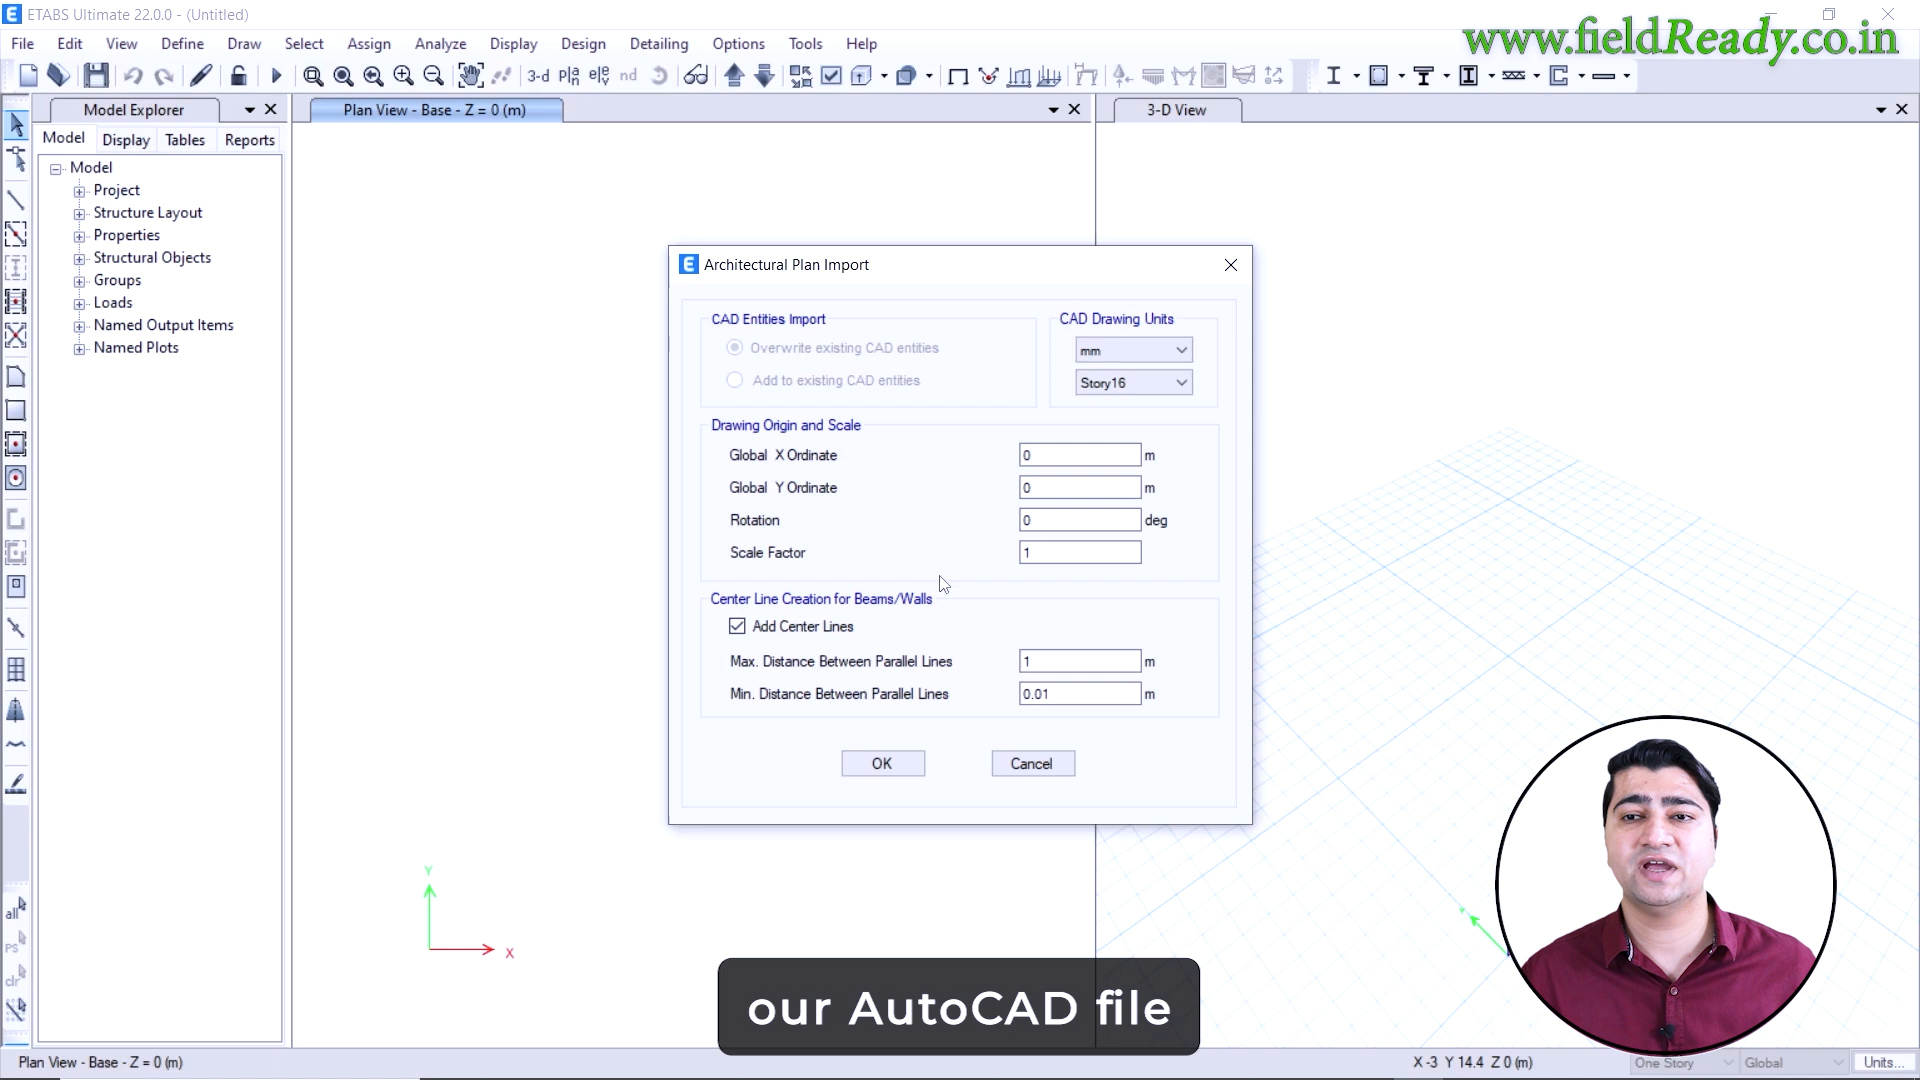 ETABS Ultimate 22.0.0 - (Untitled)
www.fieldReady.co.in
File Edit View Define Draw Select Assign Analyze Display Design Detailing Options Tools Help
3-d nd
Model Explorer
Plan View - Base - Z = 0 (m)
3-D View
Model Display Tables Reports
Model
Project
Structure Layout
Properties
Structural Objects
Groups
Loads
Named Output Items
Named Plots
Architectural Plan Import
CAD Entities Import
Overwrite existing CAD entities
Add to existing CAD entities
CAD Drawing Units
mm
Story16
Drawing Origin and Scale
Global X Ordinate 0 m
Global Y Ordinate 0 m
Rotation 0 deg
Scale Factor 1
Center Line Creation for Beams/Walls
Add Center Lines
Max. Distance Between Parallel Lines 1 m
Min. Distance Between Parallel Lines 0.01 m
OK Cancel
Y
X
all
ps
clr
our AutoCAD file
Plan View - Base - Z = 0 (m)
X -3 Y 14.4 Z 0 (m)
One Story
Global
Units...